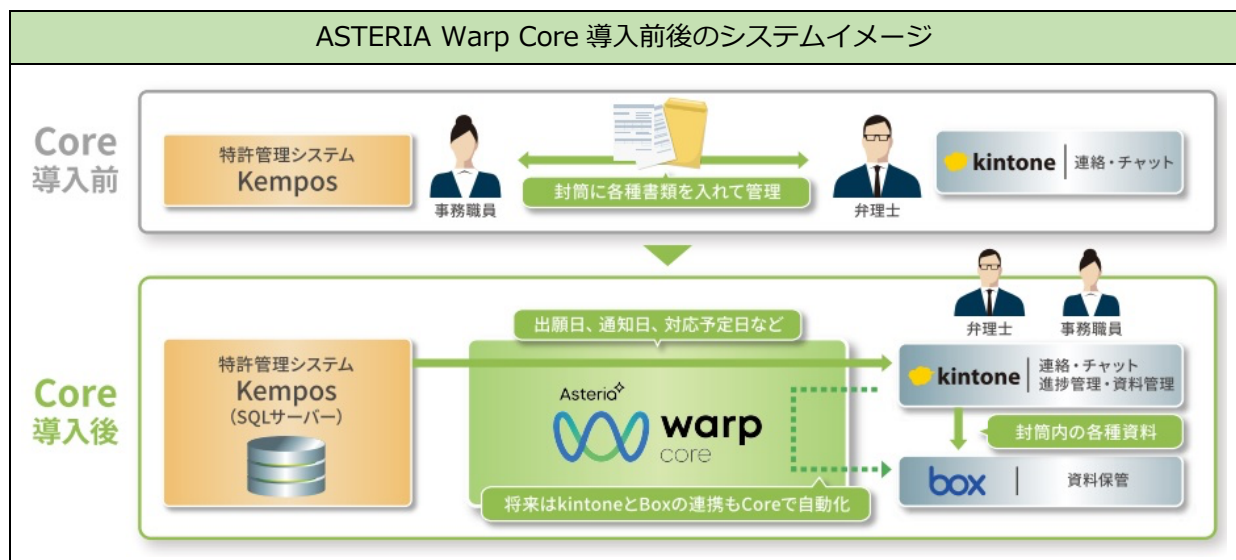 ASTERIA Warp Core 導入前後のシステムイメージ
Core
導入前
特許管理システム
Kempos
事務職員
封筒に各種書類を入れて管理
弁理士
kintone
連絡・チャット
弁理士
事務職員
Core
導入後
特許管理システム
Kempos
(SQLサーバー)
出願日、通知日、対応予定日など
Asteria
warp
core
将来はkintoneとBoxの連携もCoreで自動化
kintone
連絡・チャット
進捗管理・資料管理
封筒内の各種資料
box
資料保管